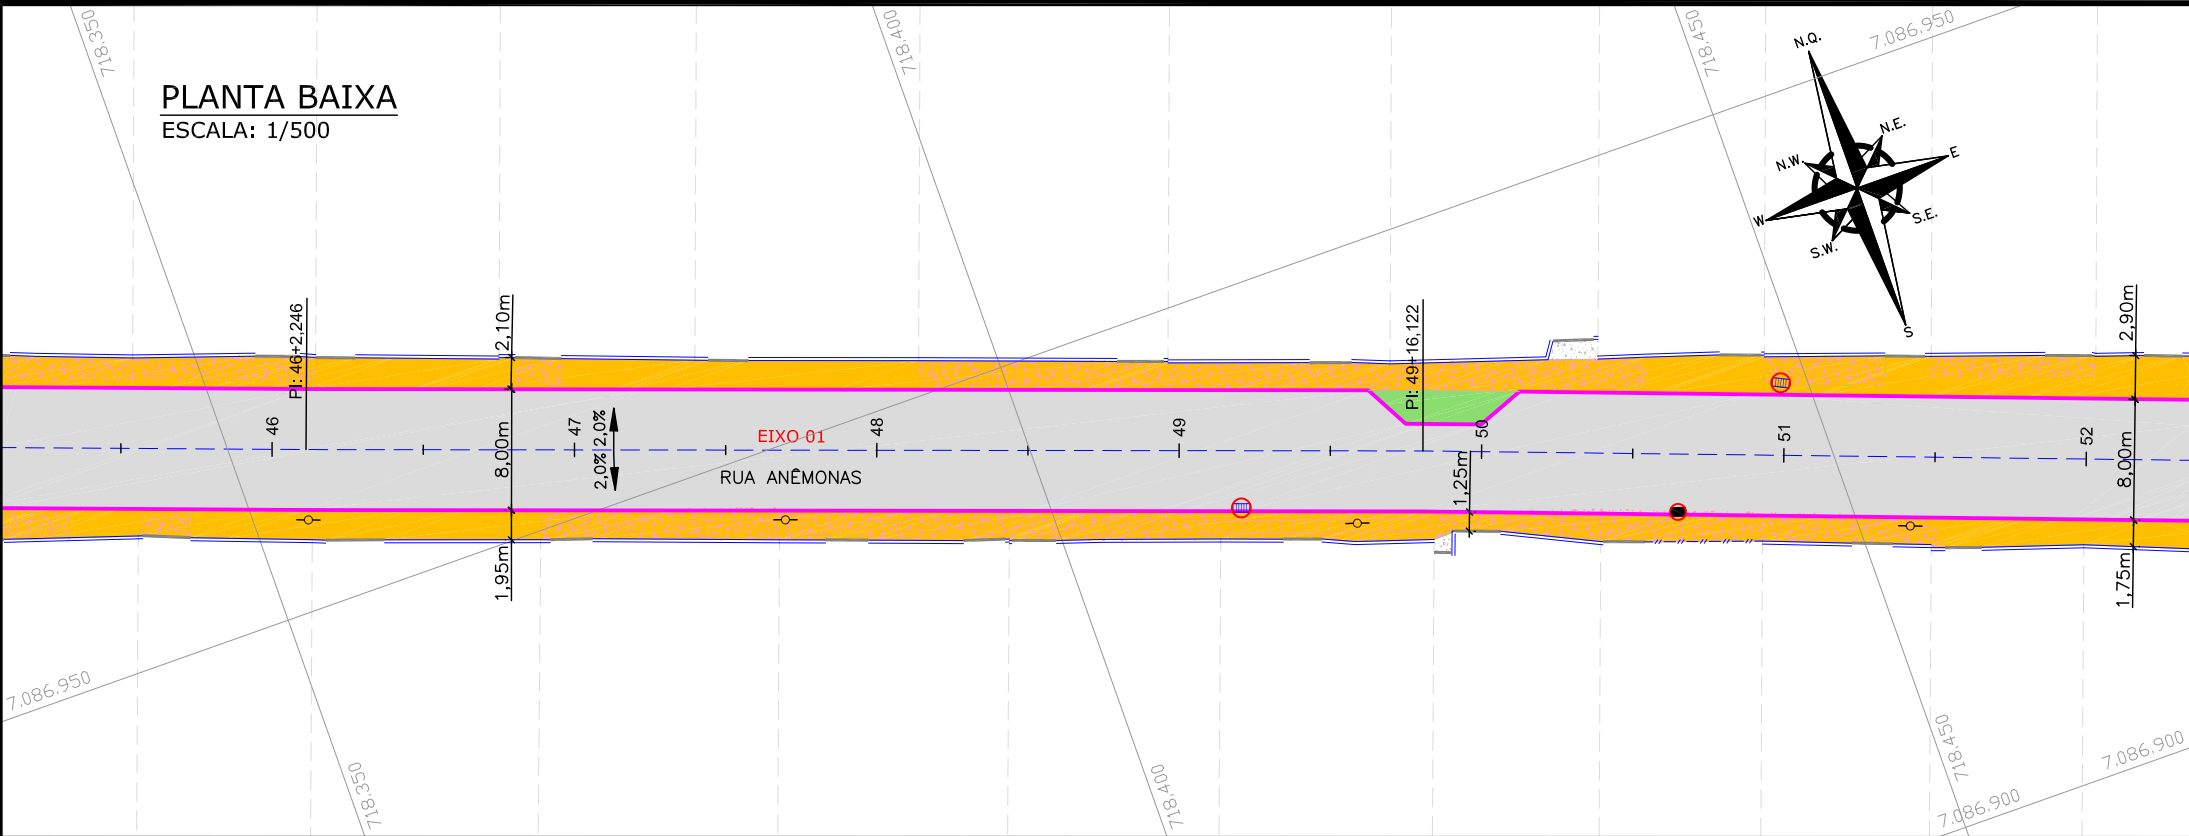 718.350
718.400
718.450
7.086.950
PLANTA BAIXA
ESCALA: 1/500
N.Q.
N.E.
E
N.W.
W
S.E.
S.W.
S
PI: 46+2,246
2,10m
PI: 49+16,122
2,90m
46
47
48
49
50
51
52
2,0%
2,0%
EIXO 01
RUA ANÊMONAS
8,00m
8,00m
1,25m
1,95m
1,75m
7.086.950
718.350
718.400
718.450
7.086.900
7.086.900